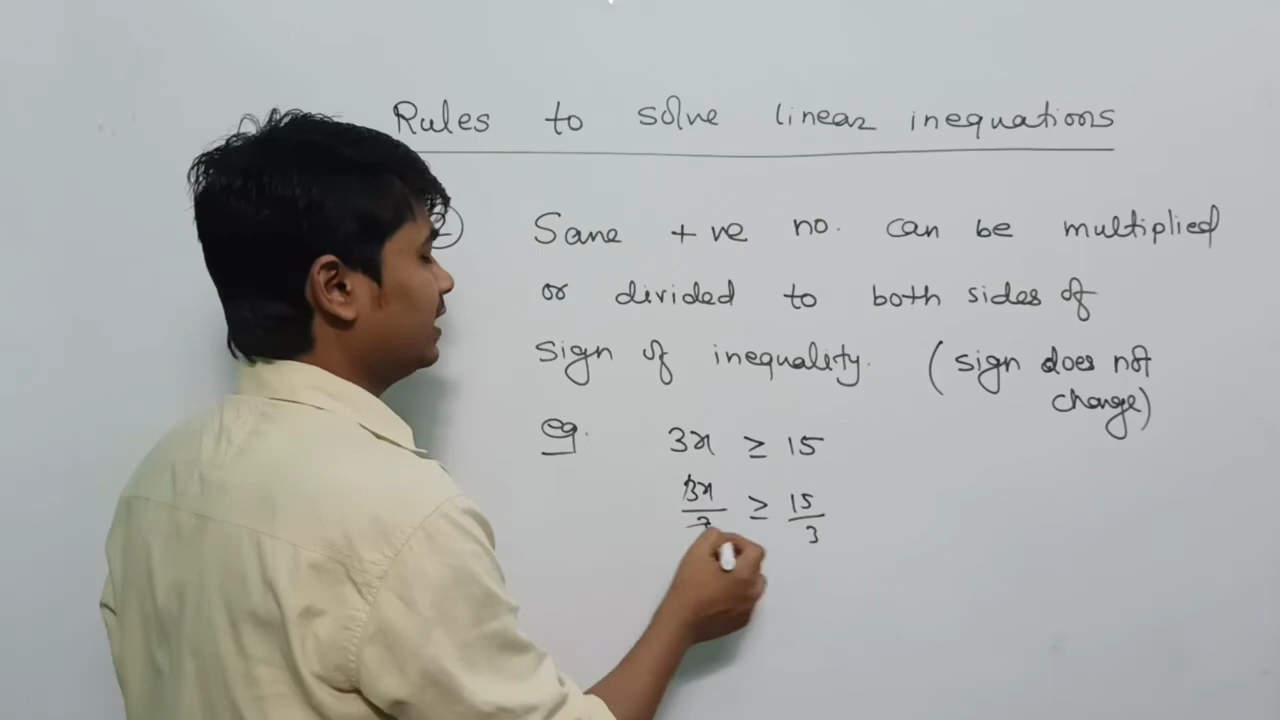 Rules to solve linear inequations
2 Same +ve no. can be multiplied
or divided to both sides of
sign of inequality. (sign does not
change)
eg. 3x ≥ 15
3x/3 ≥ 15/3